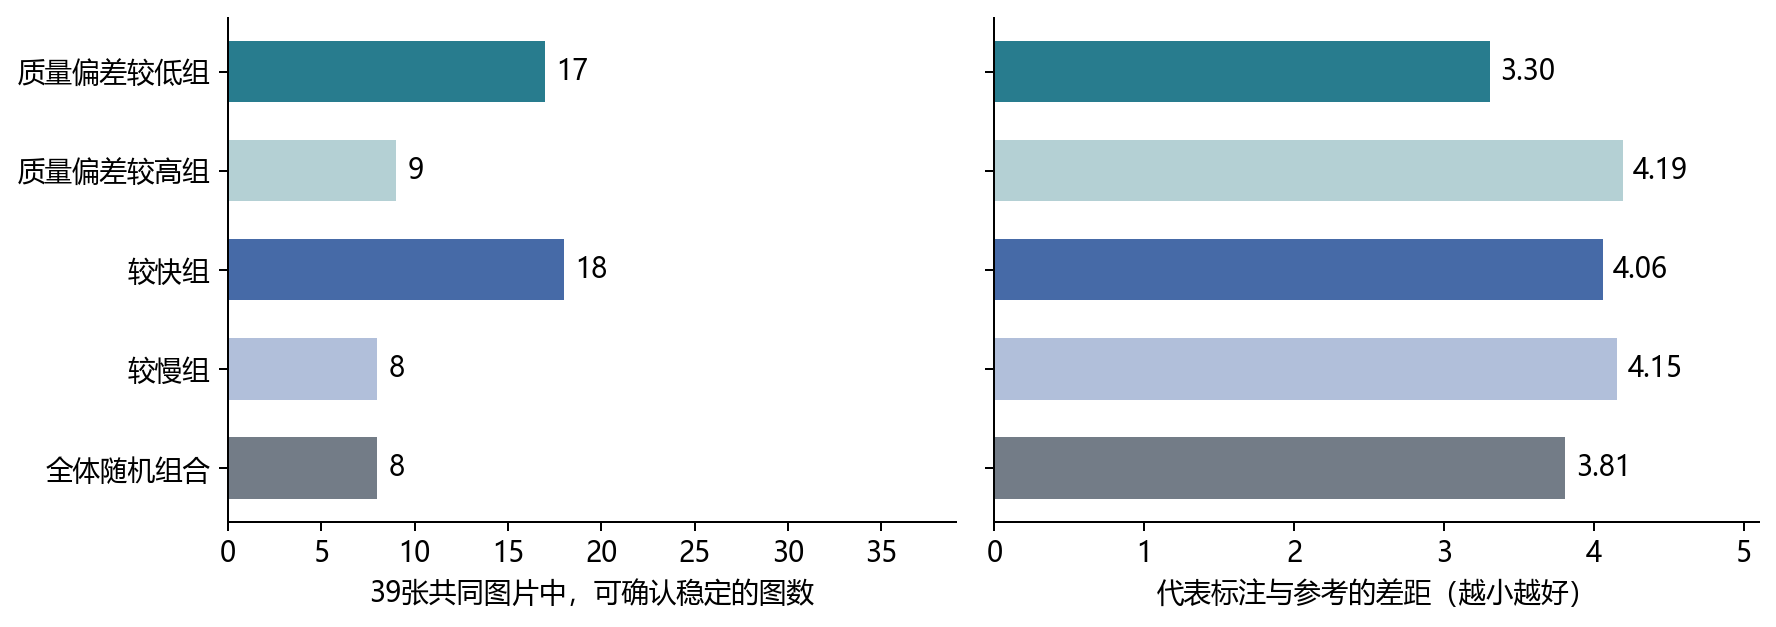 质量偏差较低组
17
3.30
质量偏差较高组
9
4.19
较快组
18
4.06
较慢组
8
4.15
全体随机组合
8
3.81
0 5 10 15 20 25 30 35
0 1 2 3 4 5
39张共同图片中，可确认稳定的图数
代表标注与参考的差距（越小越好）